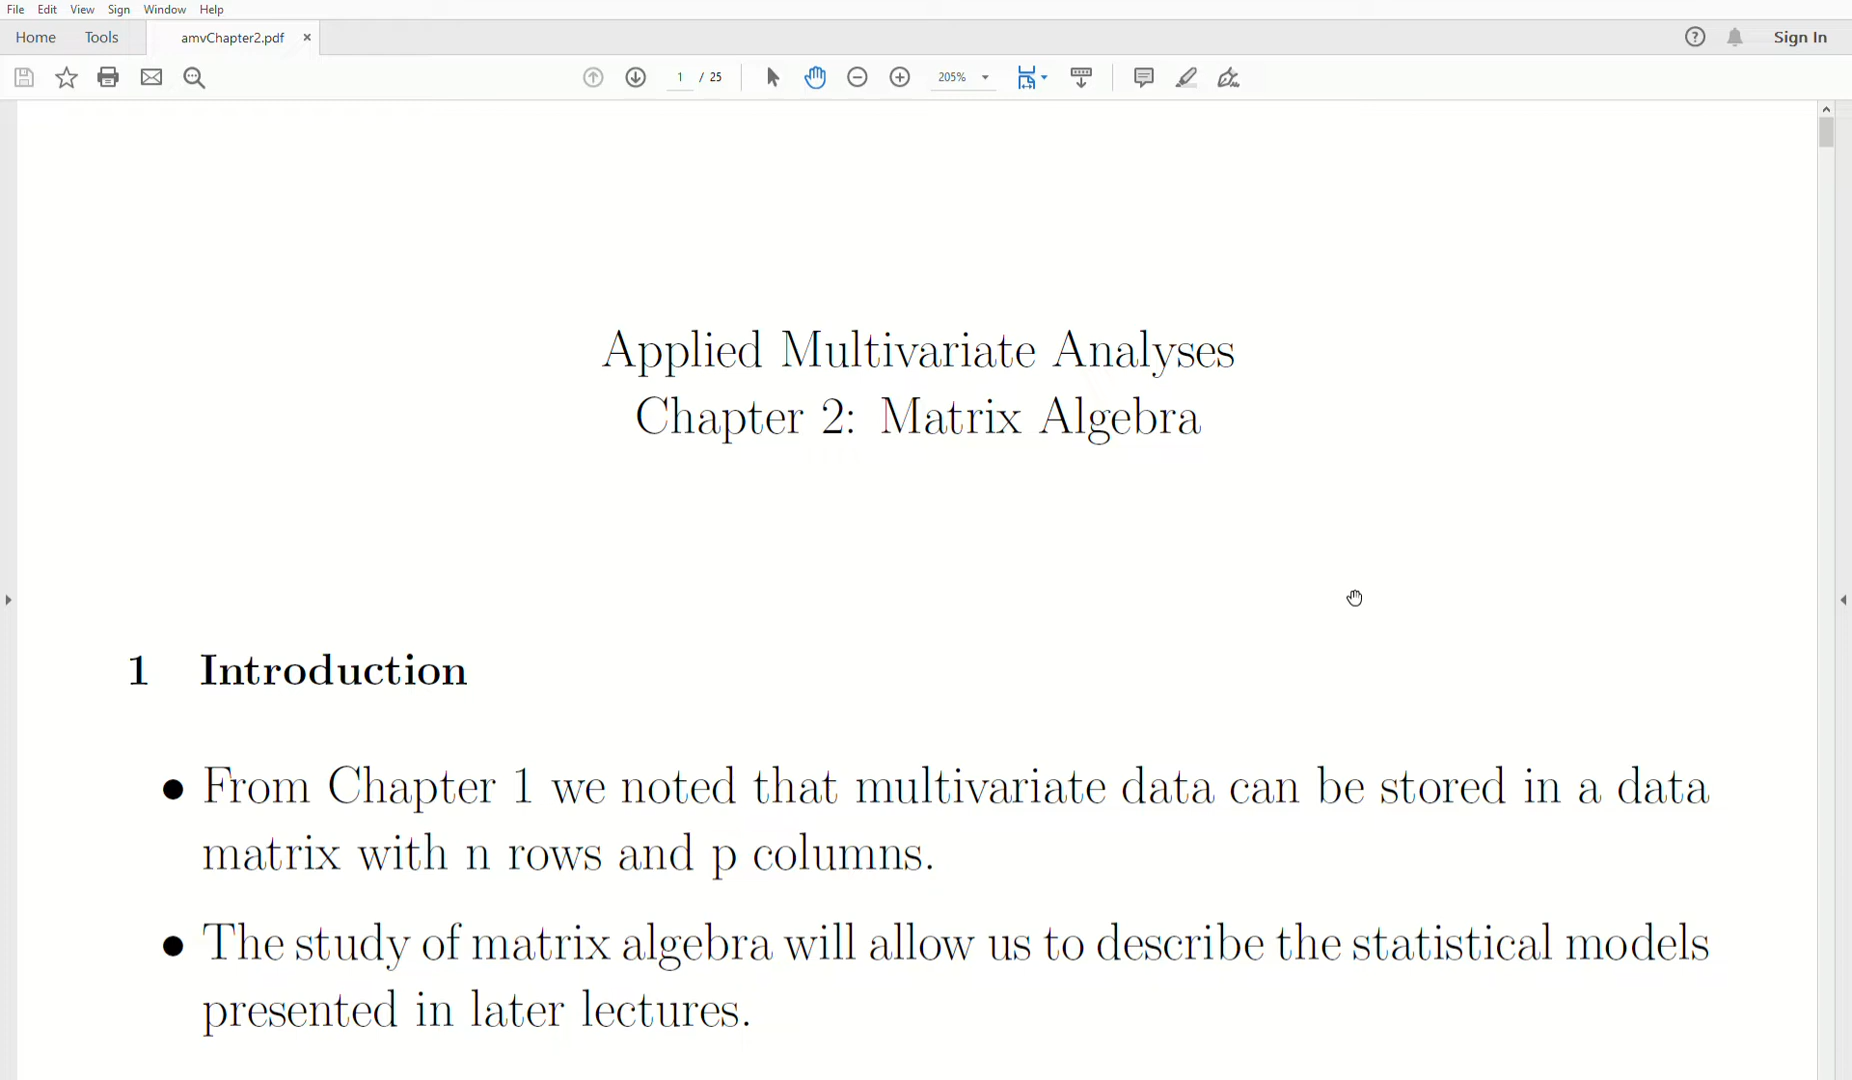 File Edit View Sign Window Help
Home Tools amvChapter2.pdf × Sign In
1 / 25 205%
Applied Multivariate Analyses
Chapter 2: Matrix Algebra
1 Introduction
• From Chapter 1 we noted that multivariate data can be stored in a data
matrix with n rows and p columns.
• The study of matrix algebra will allow us to describe the statistical models
presented in later lectures.